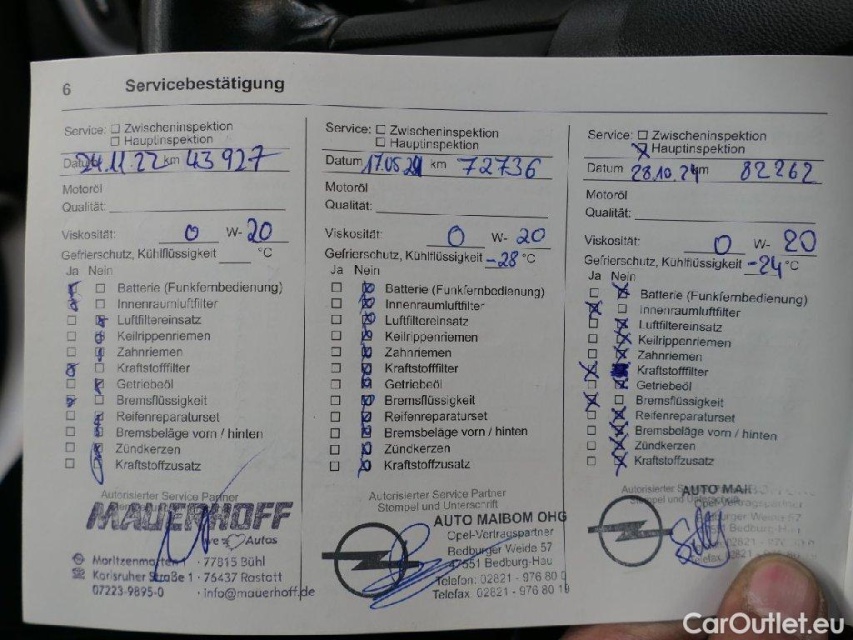 6 Servicebestätigung
Service: Zwischeninspektion
Hauptinspektion
Datum 24.11.22 km 43927
Motoröl
Qualität:
Viskosität: 0 W- 20
Gefrierschutz, Kühlflüssigkeit °C
Ja Nein
Batterie (Funkfernbedienung)
Innenraumluftfilter
Luftfiltereinsatz
Keilrippenriemen
Zahnriemen
Kraftstofffilter
Getriebeöl
Bremsflüssigkeit
Reifenreparaturset
Bremsbeläge vorn / hinten
Zündkerzen
Kraftstoffzusatz
Autorisierter Service Partner
MAUERHOFF
Autos
77815 Bühl
Karlsruher Straße 1 · 76437 Rastatt
07223-9895-0 · info@mauerhoff.de
Service: Zwischeninspektion
Hauptinspektion
Datum km 72736
Motoröl
Qualität:
Viskosität: 0 W- 20
Gefrierschutz, Kühlflüssigkeit -28 °C
Ja Nein
Batterie (Funkfernbedienung)
Innenraumluftfilter
Luftfiltereinsatz
Keilrippenriemen
Zahnriemen
Kraftstofffilter
Getriebeöl
Bremsflüssigkeit
Reifenreparaturset
Bremsbeläge vorn / hinten
Zündkerzen
Kraftstoffzusatz
Autorisierter Service Partner
Stempel und Unterschrift
AUTO MAIBOM OHG
Opel-Vertragspartner
Bedburger Weide 57
47551 Bedburg-Hau
Telefon: 02821 - 976 80 0
Telefax: 02821 - 976 80 19
Service: Zwischeninspektion
Hauptinspektion
Datum 28.10.24 km 82262
Motoröl
Qualität:
Viskosität: 0 W- 20
Gefrierschutz, Kühlflüssigkeit -24 °C
Ja Nein
Batterie (Funkfernbedienung)
Innenraumluftfilter
Luftfiltereinsatz
Keilrippenriemen
Zahnriemen
Kraftstofffilter
Getriebeöl
Bremsflüssigkeit
Reifenreparaturset
Bremsbeläge vorn / hinten
Zündkerzen
Kraftstoffzusatz
Autorisierter
AUTO MAIB
CarOutlet.eu